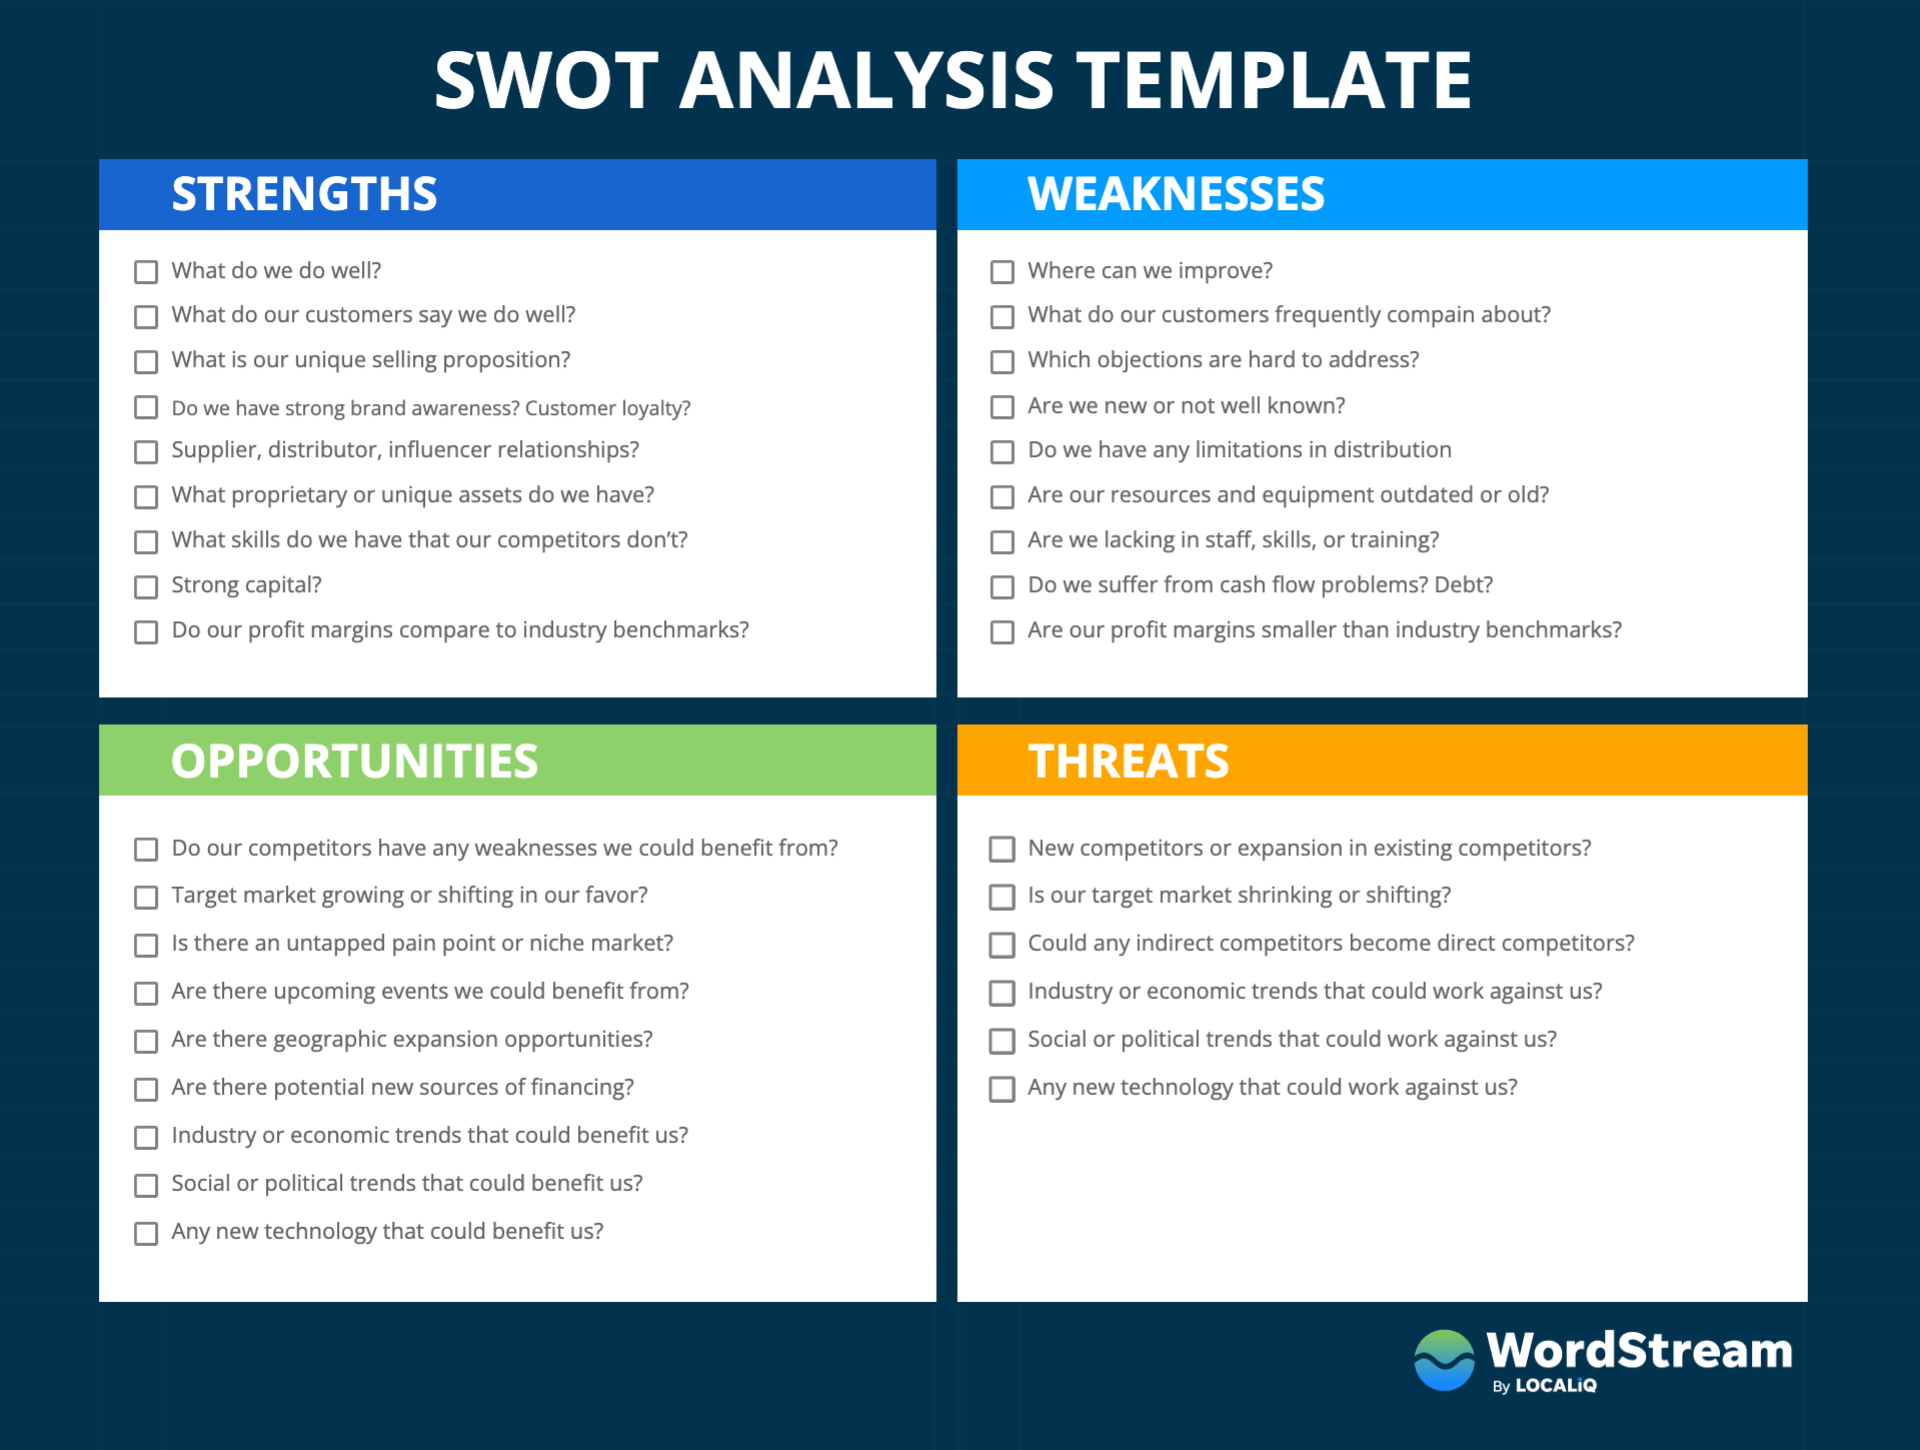 SWOT ANALYSIS TEMPLATE
STRENGTHS
What do we do well?
What do our customers say we do well?
What is our unique selling proposition?
Do we have strong brand awareness? Customer loyalty?
Supplier, distributor, influencer relationships?
What proprietary or unique assets do we have?
What skills do we have that our competitors don’t?
Strong capital?
Do our profit margins compare to industry benchmarks?
WEAKNESSES
Where can we improve?
What do our customers frequently compain about?
Which objections are hard to address?
Are we new or not well known?
Do we have any limitations in distribution
Are our resources and equipment outdated or old?
Are we lacking in staff, skills, or training?
Do we suffer from cash flow problems? Debt?
Are our profit margins smaller than industry benchmarks?
OPPORTUNITIES
Do our competitors have any weaknesses we could benefit from?
Target market growing or shifting in our favor?
Is there an untapped pain point or niche market?
Are there upcoming events we could benefit from?
Are there geographic expansion opportunities?
Are there potential new sources of financing?
Industry or economic trends that could benefit us?
Social or political trends that could benefit us?
Any new technology that could benefit us?
THREATS
New competitors or expansion in existing competitors?
Is our target market shrinking or shifting?
Could any indirect competitors become direct competitors?
Industry or economic trends that could work against us?
Social or political trends that could work against us?
Any new technology that could work against us?
WordStream
By LOCALiQ